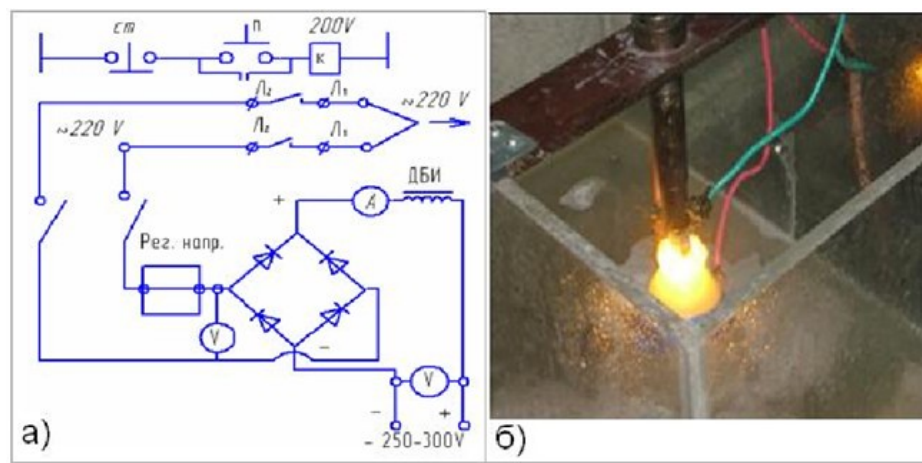 ст
п
200V
К
Л₂ Л₁
~220 V
~220 V
Л₂ Л₁
ДБИ
+ А
Рег. напр.
V
–
V
– +
- 250-300V
а)
б)